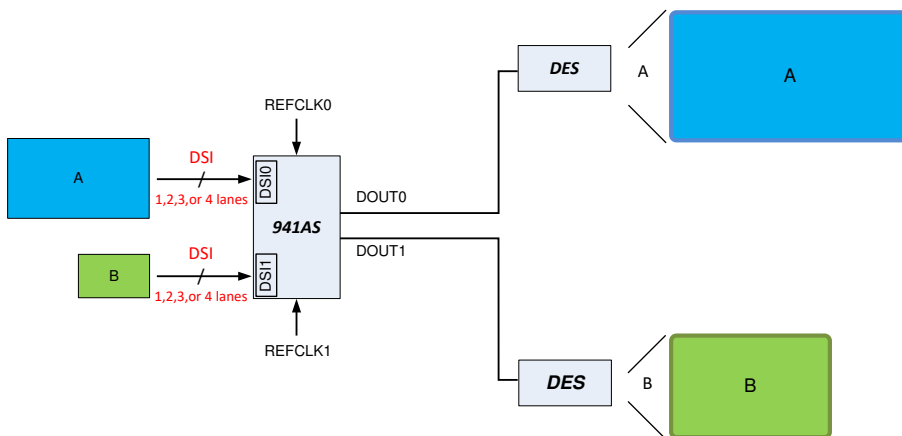 DES
A
A
REFCLK0
A
DSI
1,2,3,or 4 lanes
DSI0
941AS
DOUT0
DOUT1
B
DSI
1,2,3,or 4 lanes
DSI1
REFCLK1
DES
B
B